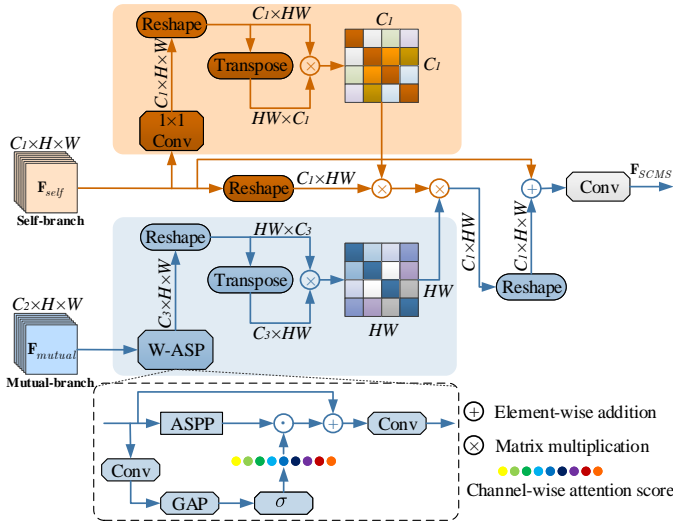 Reshape
C1×HW
C1
Transpose
C1
C1×H×W
HW×C1
1×1
Conv
C1×H×W
Fself
Self-branch
Reshape
C1×HW
Conv
FSCMS
Reshape
HW×C3
Transpose
C3×H×W
C3×HW
HW
HW
C1×HW
C1×H×W
Reshape
C2×H×W
Fmutual
Mutual-branch
W-ASP
ASPP
Conv
Conv
GAP
σ
Element-wise addition
Matrix multiplication
Channel-wise attention score